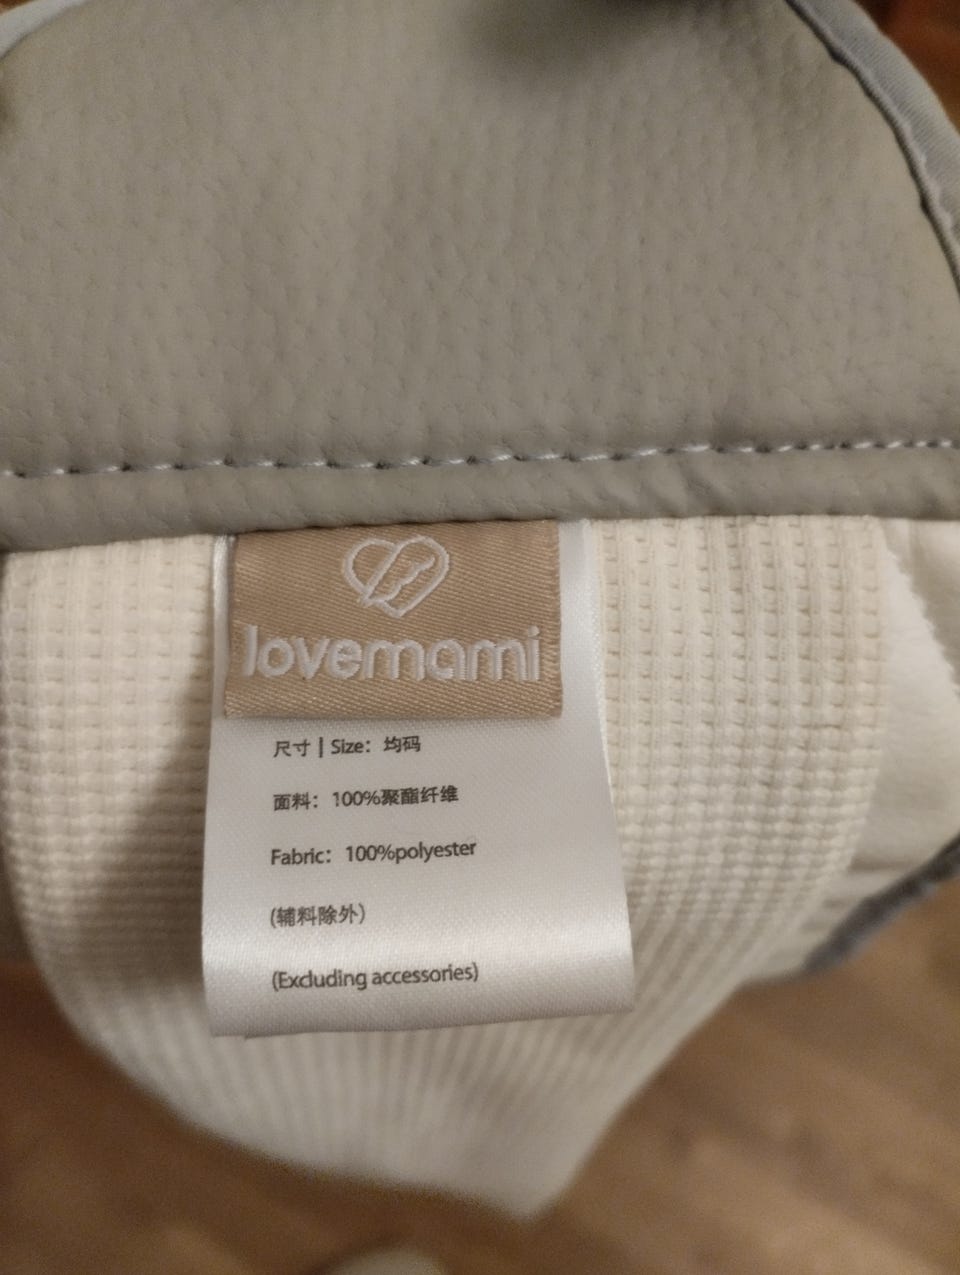 lovemami
尺寸 | Size：均码
面料：100%聚酯纤维
Fabric：100%polyester
(辅料除外）
(Excluding accessories)